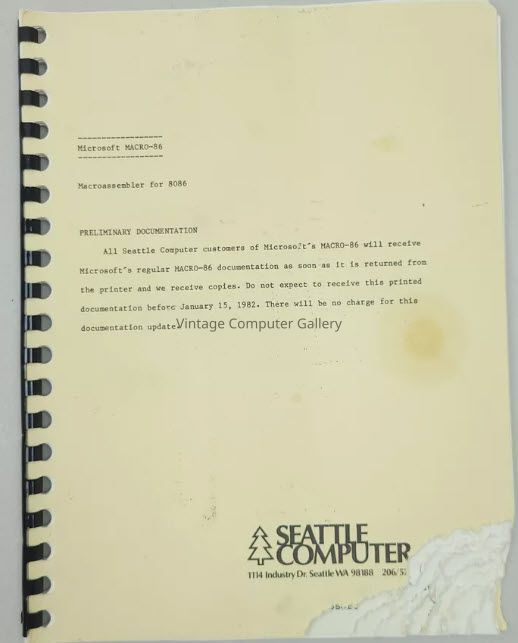 ------------------
Microsoft MACRO-86
------------------
Macroassembler for 8086
PRELIMINARY DOCUMENTATION
All Seattle Computer customers of Microsoft's MACRO-86 will receive
Microsoft's regular MACRO-86 documentation as soon as it is returned from
the printer and we receive copies. Do not expect to receive this printed
documentation before January 15, 1982. There will be no charge for this
documentation update.
Vintage Computer Gallery
SEATTLE
COMPUTER
1114 Industry Dr. Seattle WA 98188 206/5